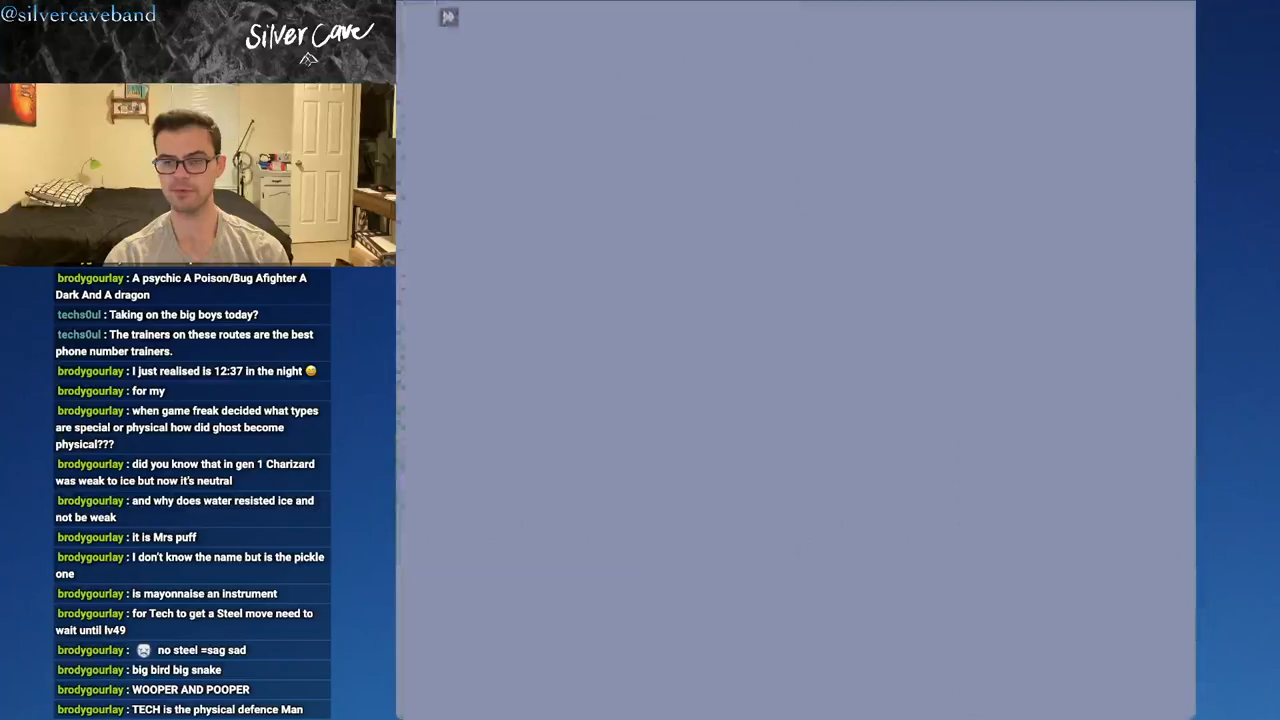 @silvercaveband
Silver Cave
brodygourlay : A psychic A Poison/Bug Afighter A
Dark And A dragon
techs0ul : Taking on the big boys today?
techs0ul : The trainers on these routes are the best
phone number trainers.
brodygourlay : I just realised is 12:37 in the night 😅
brodygourlay : for my
brodygourlay : when game freak decided what types
are special or physical how did ghost become
physical???
brodygourlay : did you know that in gen 1 Charizard
was weak to ice but now it's neutral
brodygourlay : and why does water resisted ice and
not be weak
brodygourlay : it is Mrs puff
brodygourlay : I don't know the name but is the pickle
one
brodygourlay : is mayonnaise an instrument
brodygourlay : for Tech to get a Steel move need to
wait until lv49
brodygourlay : no steel =sag sad
brodygourlay : big bird big snake
brodygourlay : WOOPER AND POOPER
brodygourlay : TECH is the physical defence Man